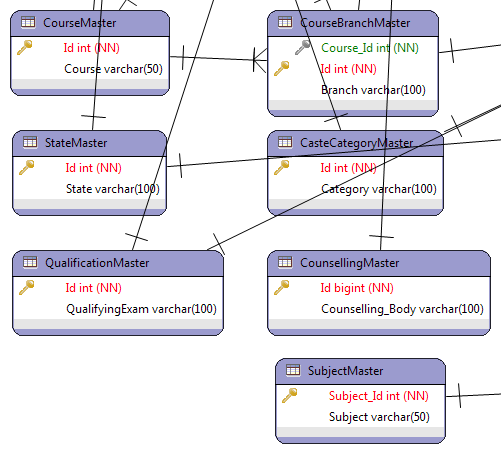 CourseMaster
Id int (NN)
Course varchar(50)
CourseBranchMaster
Course_Id int (NN)
Id int (NN)
Branch varchar(100)
StateMaster
Id int (NN)
State varchar(100)
CasteCategoryMaster
Id int (NN)
Category varchar(100)
QualificationMaster
Id int (NN)
QualifyingExam varchar(100)
CounsellingMaster
Id bigint (NN)
Counselling_Body varchar(100)
SubjectMaster
Subject_Id int (NN)
Subject varchar(50)